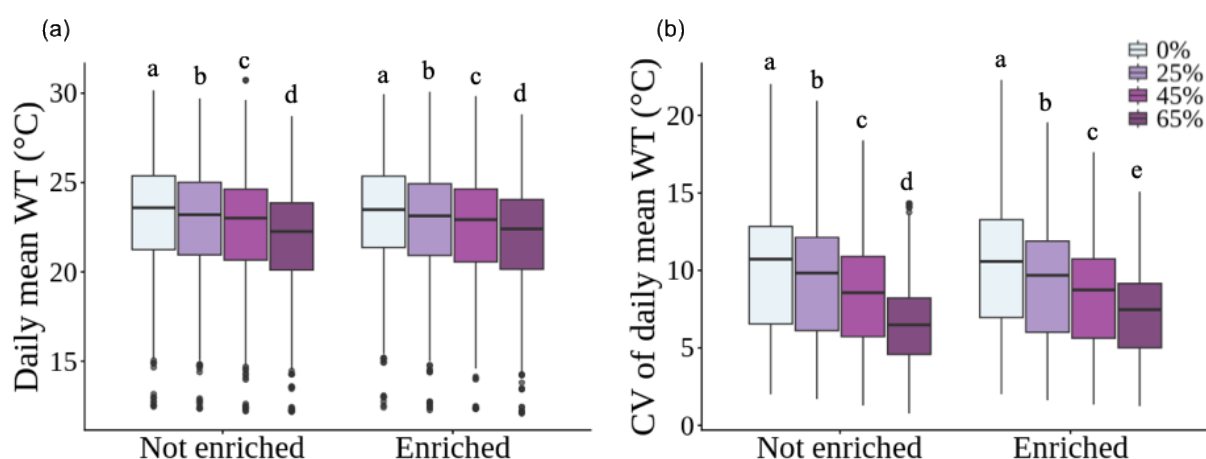 (a)
Daily mean WT (°C)
30
25
20
15
a b c d
a b c d
Not enriched
Enriched
(b)
CV of daily mean WT (°C)
20
15
10
5
0
a b c d
a b c e
Not enriched
Enriched
0%
25%
45%
65%